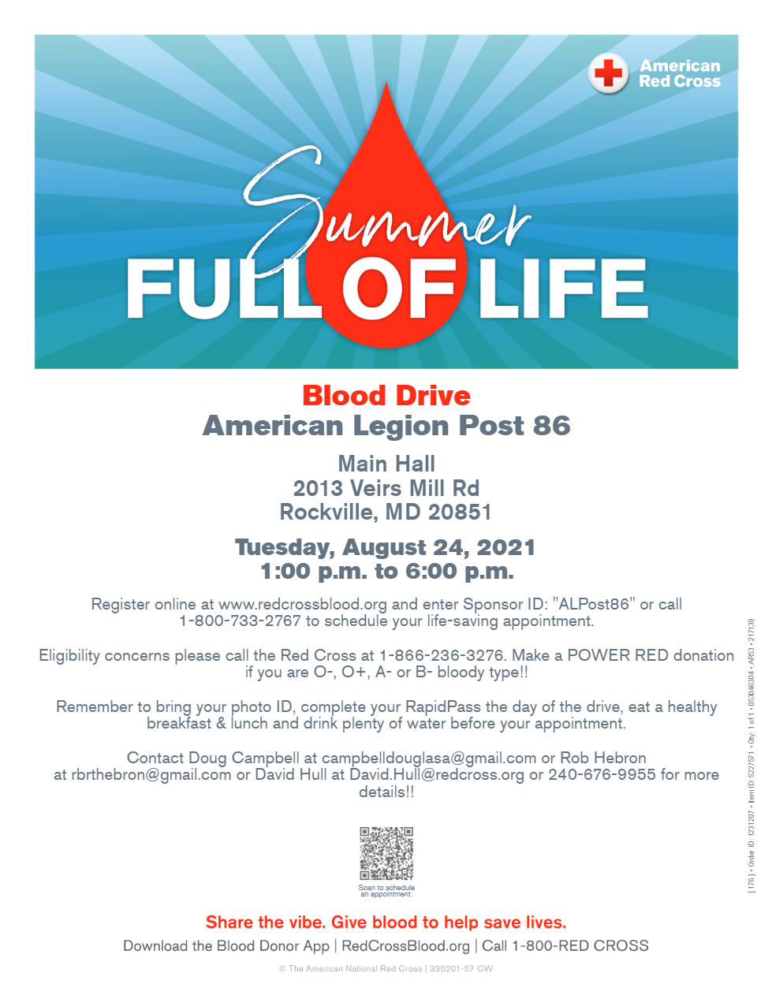 American
Red Cross
Summer
FULL OF LIFE
Blood Drive
American Legion Post 86
Main Hall
2013 Veirs Mill Rd
Rockville, MD 20851
Tuesday, August 24, 2021
1:00 p.m. to 6:00 p.m.
Register online at www.redcrossblood.org and enter Sponsor ID: "ALPost86" or call
1-800-733-2767 to schedule your life-saving appointment.
Eligibility concerns please call the Red Cross at 1-866-236-3276. Make a POWER RED donation
if you are O-, O+, A- or B- bloody type!!
Remember to bring your photo ID, complete your RapidPass the day of the drive, eat a healthy
breakfast & lunch and drink plenty of water before your appointment.
Contact Doug Campbell at campbelldouglasa@gmail.com or Rob Hebron
at rbrthebron@gmail.com or David Hull at David.Hull@redcross.org or 240-676-9955 for more
details!!
Scan to schedule
an appointment.
Share the vibe. Give blood to help save lives.
Download the Blood Donor App | RedCrossBlood.org | Call 1-800-RED CROSS
© The American National Red Cross | 335201-57 CW
[ 176 ] • Order ID: 1231207 • Item ID: 5227571 • Qty: 1 of 1 • 053046304 • AR53 • 217139